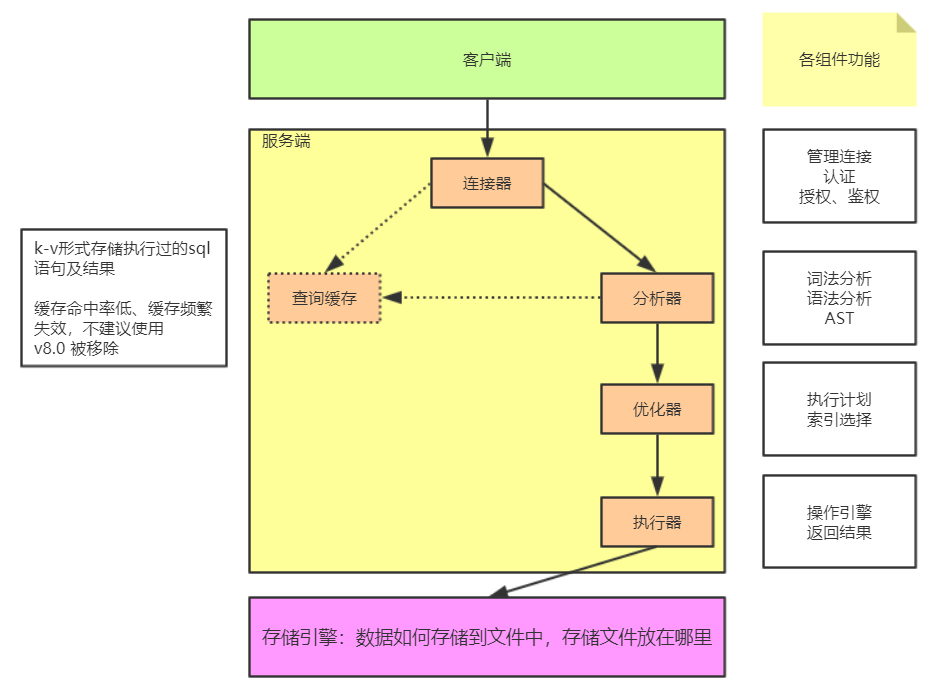 客户端
各组件功能
服务端
连接器
管理连接
认证
授权、鉴权
k-v形式存储执行过的sql
语句及结果
缓存命中率低、缓存频繁
失效，不建议使用
v8.0 被移除
查询缓存
分析器
词法分析
语法分析
AST
优化器
执行计划
索引选择
执行器
操作引擎
返回结果
存储引擎：数据如何存储到文件中，存储文件放在哪里